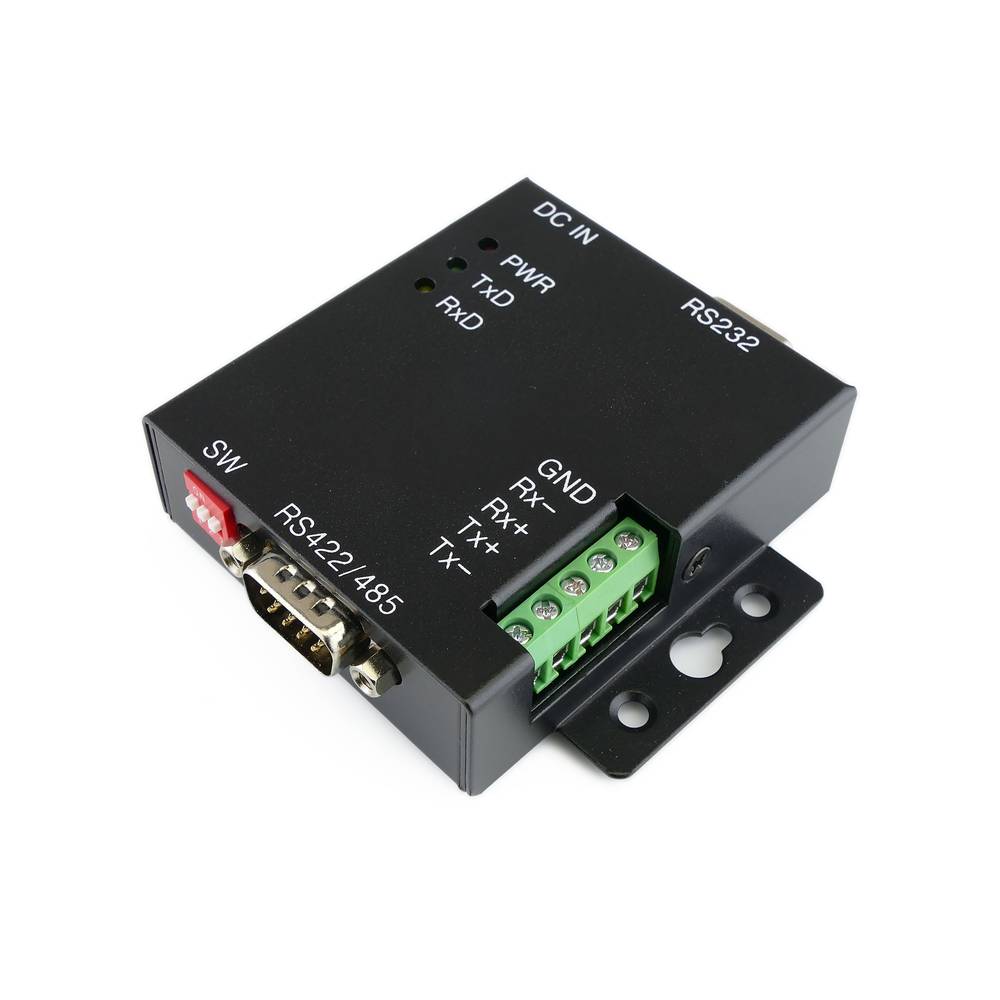 DC IN
PWR
TxD
RxD
RS232
SW
RS422/485
GND
Rx-
Rx+
Tx+
Tx-